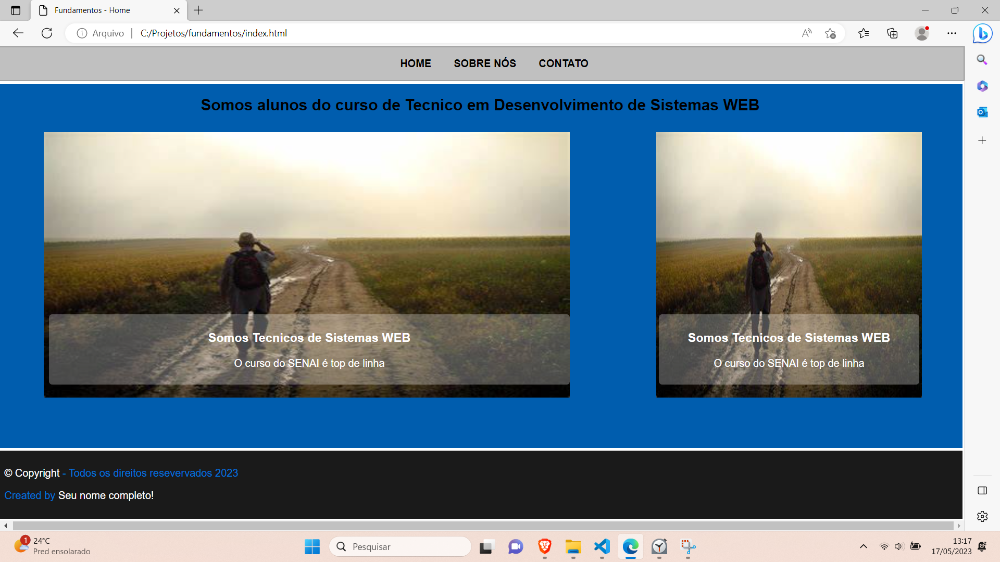 Fundamentos - Home
Arquivo | C:/Projetos/fundamentos/index.html
HOME SOBRE NÓS CONTATO
Somos alunos do curso de Tecnico em Desenvolvimento de Sistemas WEB
Somos Tecnicos de Sistemas WEB
O curso do SENAI é top de linha
Somos Tecnicos de Sistemas WEB
O curso do SENAI é top de linha
© Copyright - Todos os direitos resevervados 2023
Created by Seu nome completo!
1
24°C
Pred ensolarado
Pesquisar
13:17
17/05/2023